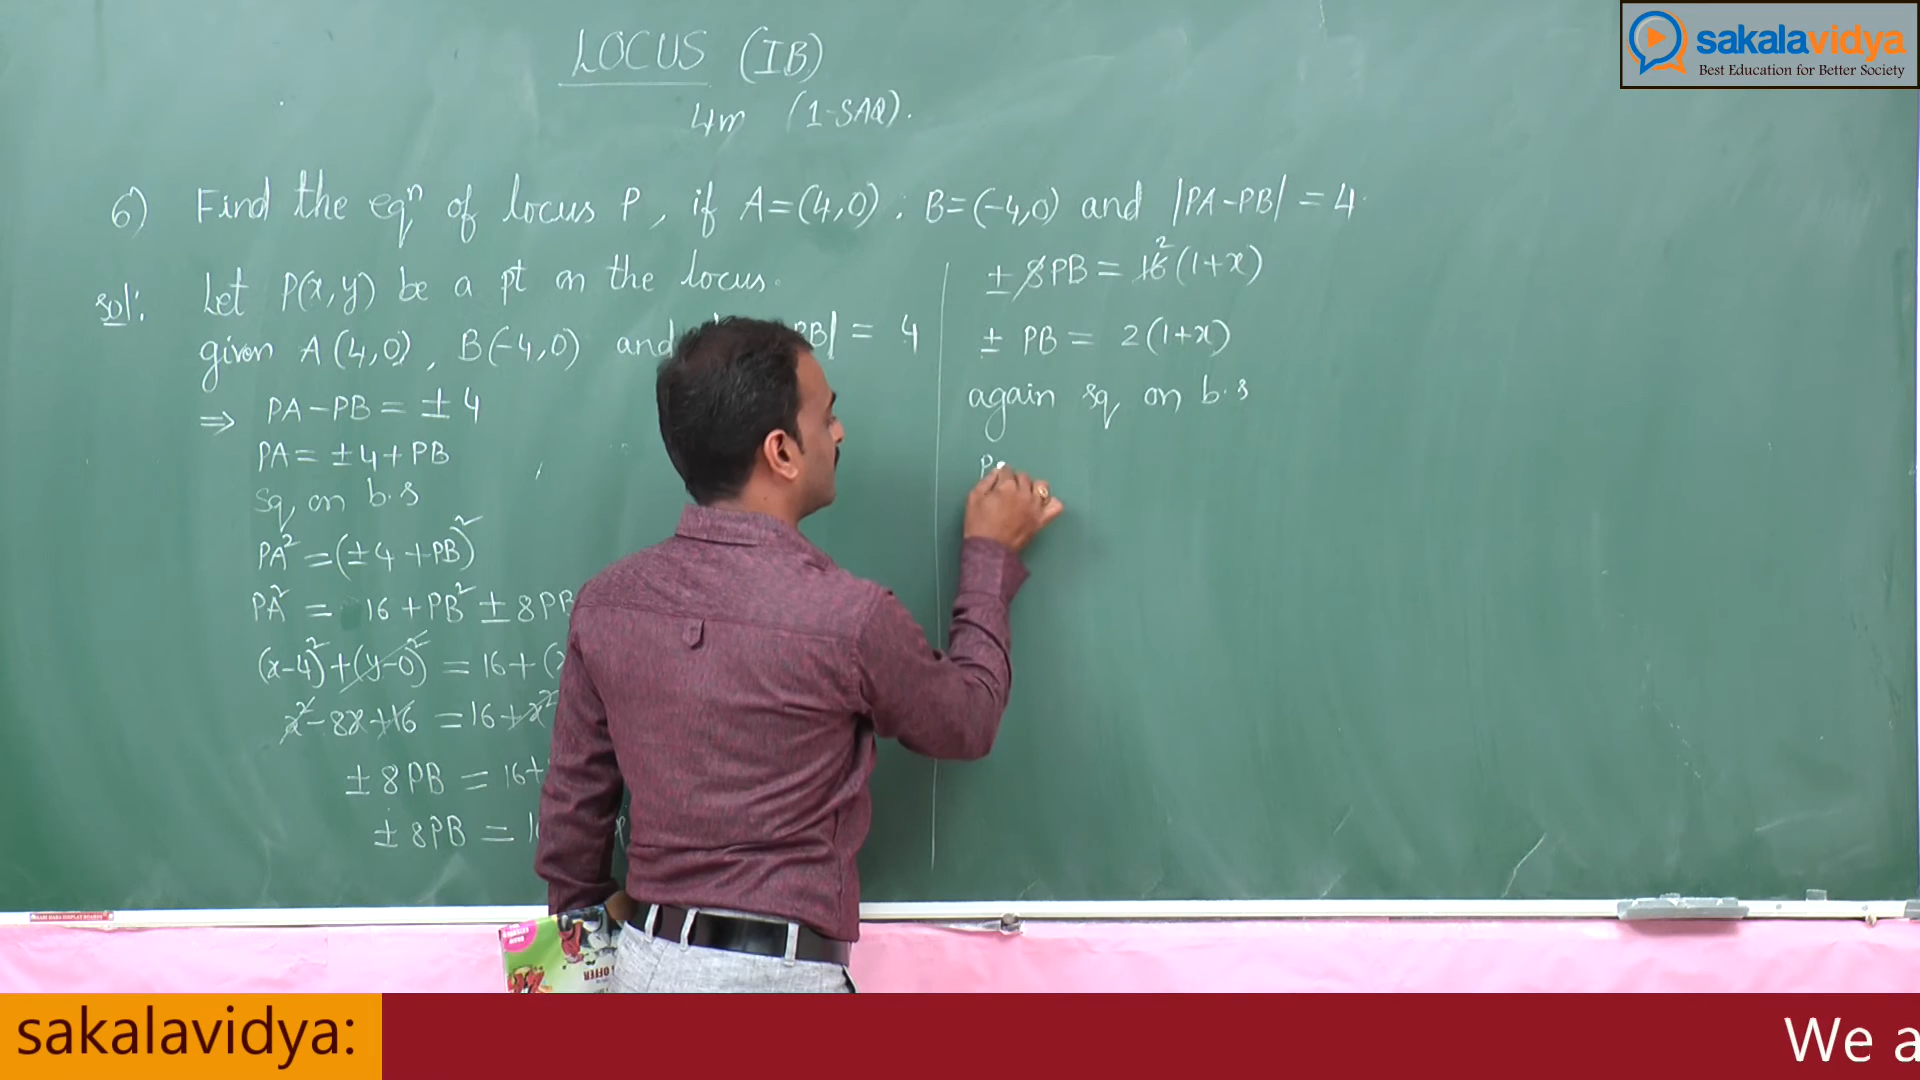 sakalavidya
Best Education for Better Society
LOCUS (IB)
4m (1-SAQ).
6) Find the eqⁿ of locus P, if A=(4,0), B=(-4,0) and |PA-PB| = 4.
sol: Let P(x,y) be a pt on the locus.
given A(4,0), B(-4,0) and PB| = 4
⇒ PA-PB = ±4
PA = ±4+PB
sq on b.s
PA² = (±4+PB)²
PA² = 16+PB² ± 8PB
(x-4)²+(y-0)² = 16+(x
x²-8x+16 = 16+x²
±8PB = 16+
±8PB = 16
±8PB = 16 2 (1+x)
± PB = 2(1+x)
again sq on b.s
P
sakalavidya:
We a